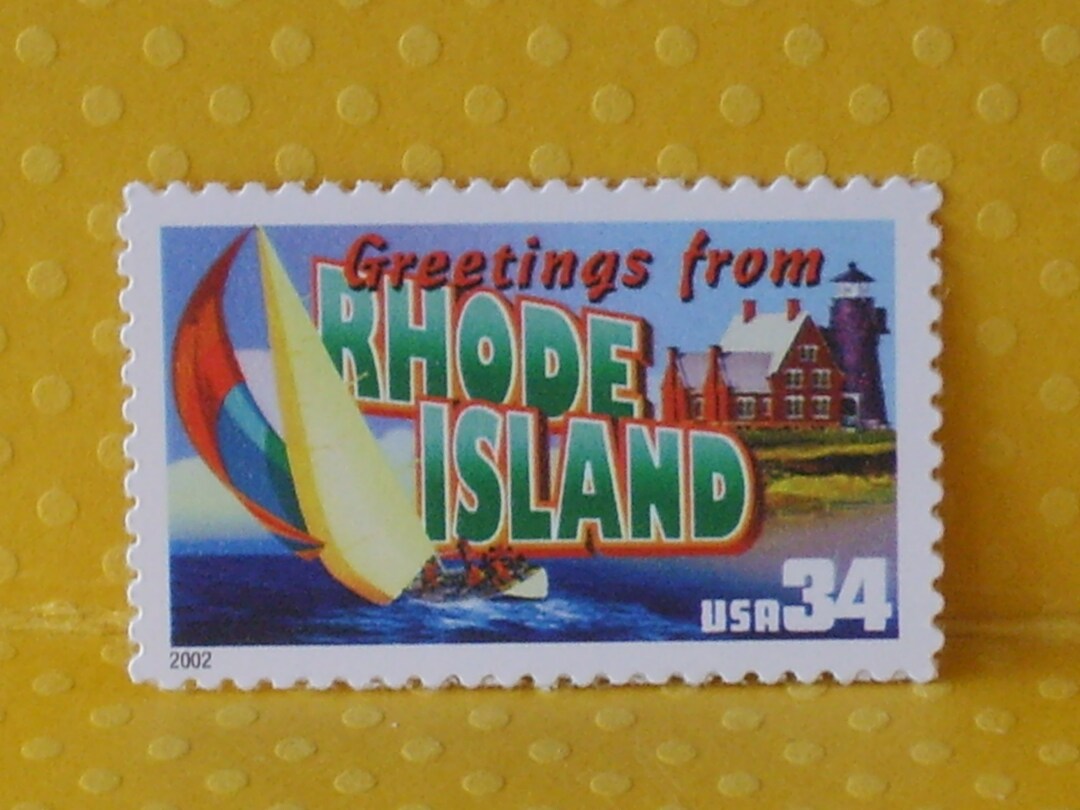 Greetings from
RHODE
ISLAND
USA34
2002